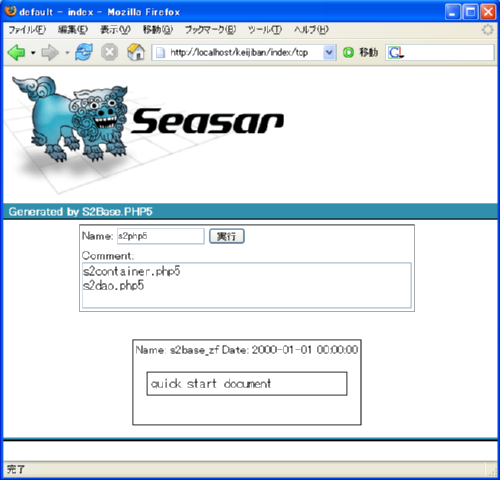 default - index - Mozilla Firefox
ファイル(F) 編集(E) 表示(V) 移動(G) ブックマーク(B) ツール(T) ヘルプ(H)
http://localhost/keijiban/index/top 移動
Seasar
Generated by S2Base.PHP5
Name: s2php5 実行
Comment:
s2container.php5
s2dao.php5
Name: s2base_zf Date: 2000-01-01 00:00:00
quick start document
完了